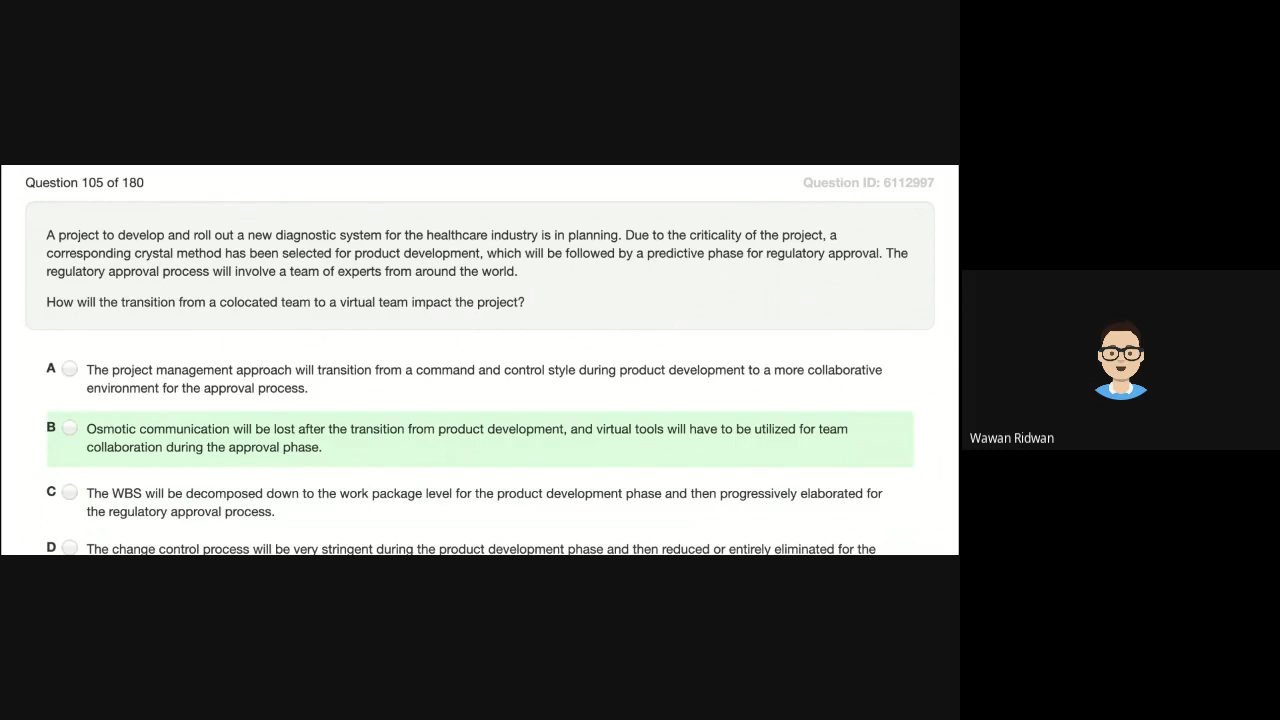 Question 105 of 180
Question ID: 6112997
A project to develop and roll out a new diagnostic system for the healthcare industry is in planning. Due to the criticality of the project, a
corresponding crystal method has been selected for product development, which will be followed by a predictive phase for regulatory approval. The
regulatory approval process will involve a team of experts from around the world.
How will the transition from a colocated team to a virtual team impact the project?
A The project management approach will transition from a command and control style during product development to a more collaborative
environment for the approval process.
B Osmotic communication will be lost after the transition from product development, and virtual tools will have to be utilized for team
collaboration during the approval phase.
C The WBS will be decomposed down to the work package level for the product development phase and then progressively elaborated for
the regulatory approval process.
D The change control process will be very stringent during the product development phase and then reduced or entirely eliminated for the
Wawan Ridwan